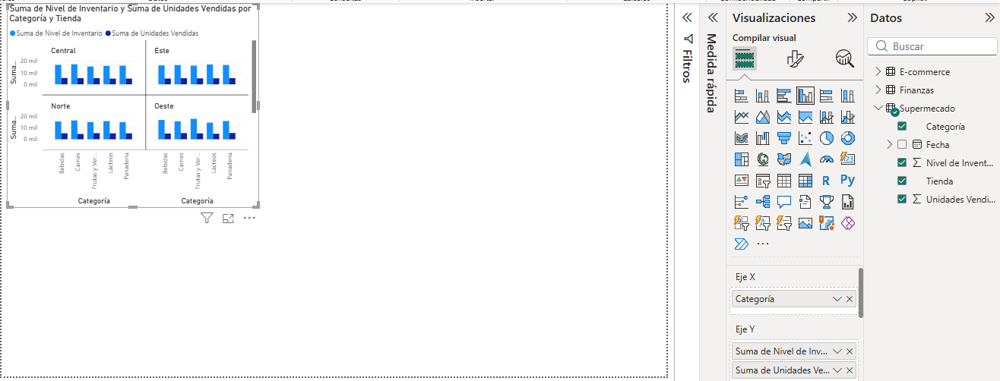 Suma de Nivel de Inventario y Suma de Unidades Vendidas por
Categoría y Tienda
Suma de Nivel de Inventario Suma de Unidades Vendidas
Central
Este
Suma...
20 mil
10 mil
0 mil
Norte
Oeste
Suma...
20 mil
10 mil
0 mil
Bebidas
Carnes
Frutas y Ver...
Lácteos
Panadería
Bebidas
Carnes
Frutas y Ver...
Lácteos
Panadería
Categoría
Categoría
Filtros
Medida rápida
Visualizaciones
Compilar visual
123
R
Py
Eje X
Categoría
Eje Y
Suma de Nivel de Inv...
Suma de Unidades Ve...
Datos
Buscar
E-commerce
Finanzas
Supermecado
Categoría
Fecha
Nivel de Invent...
Tienda
Unidades Vendi...